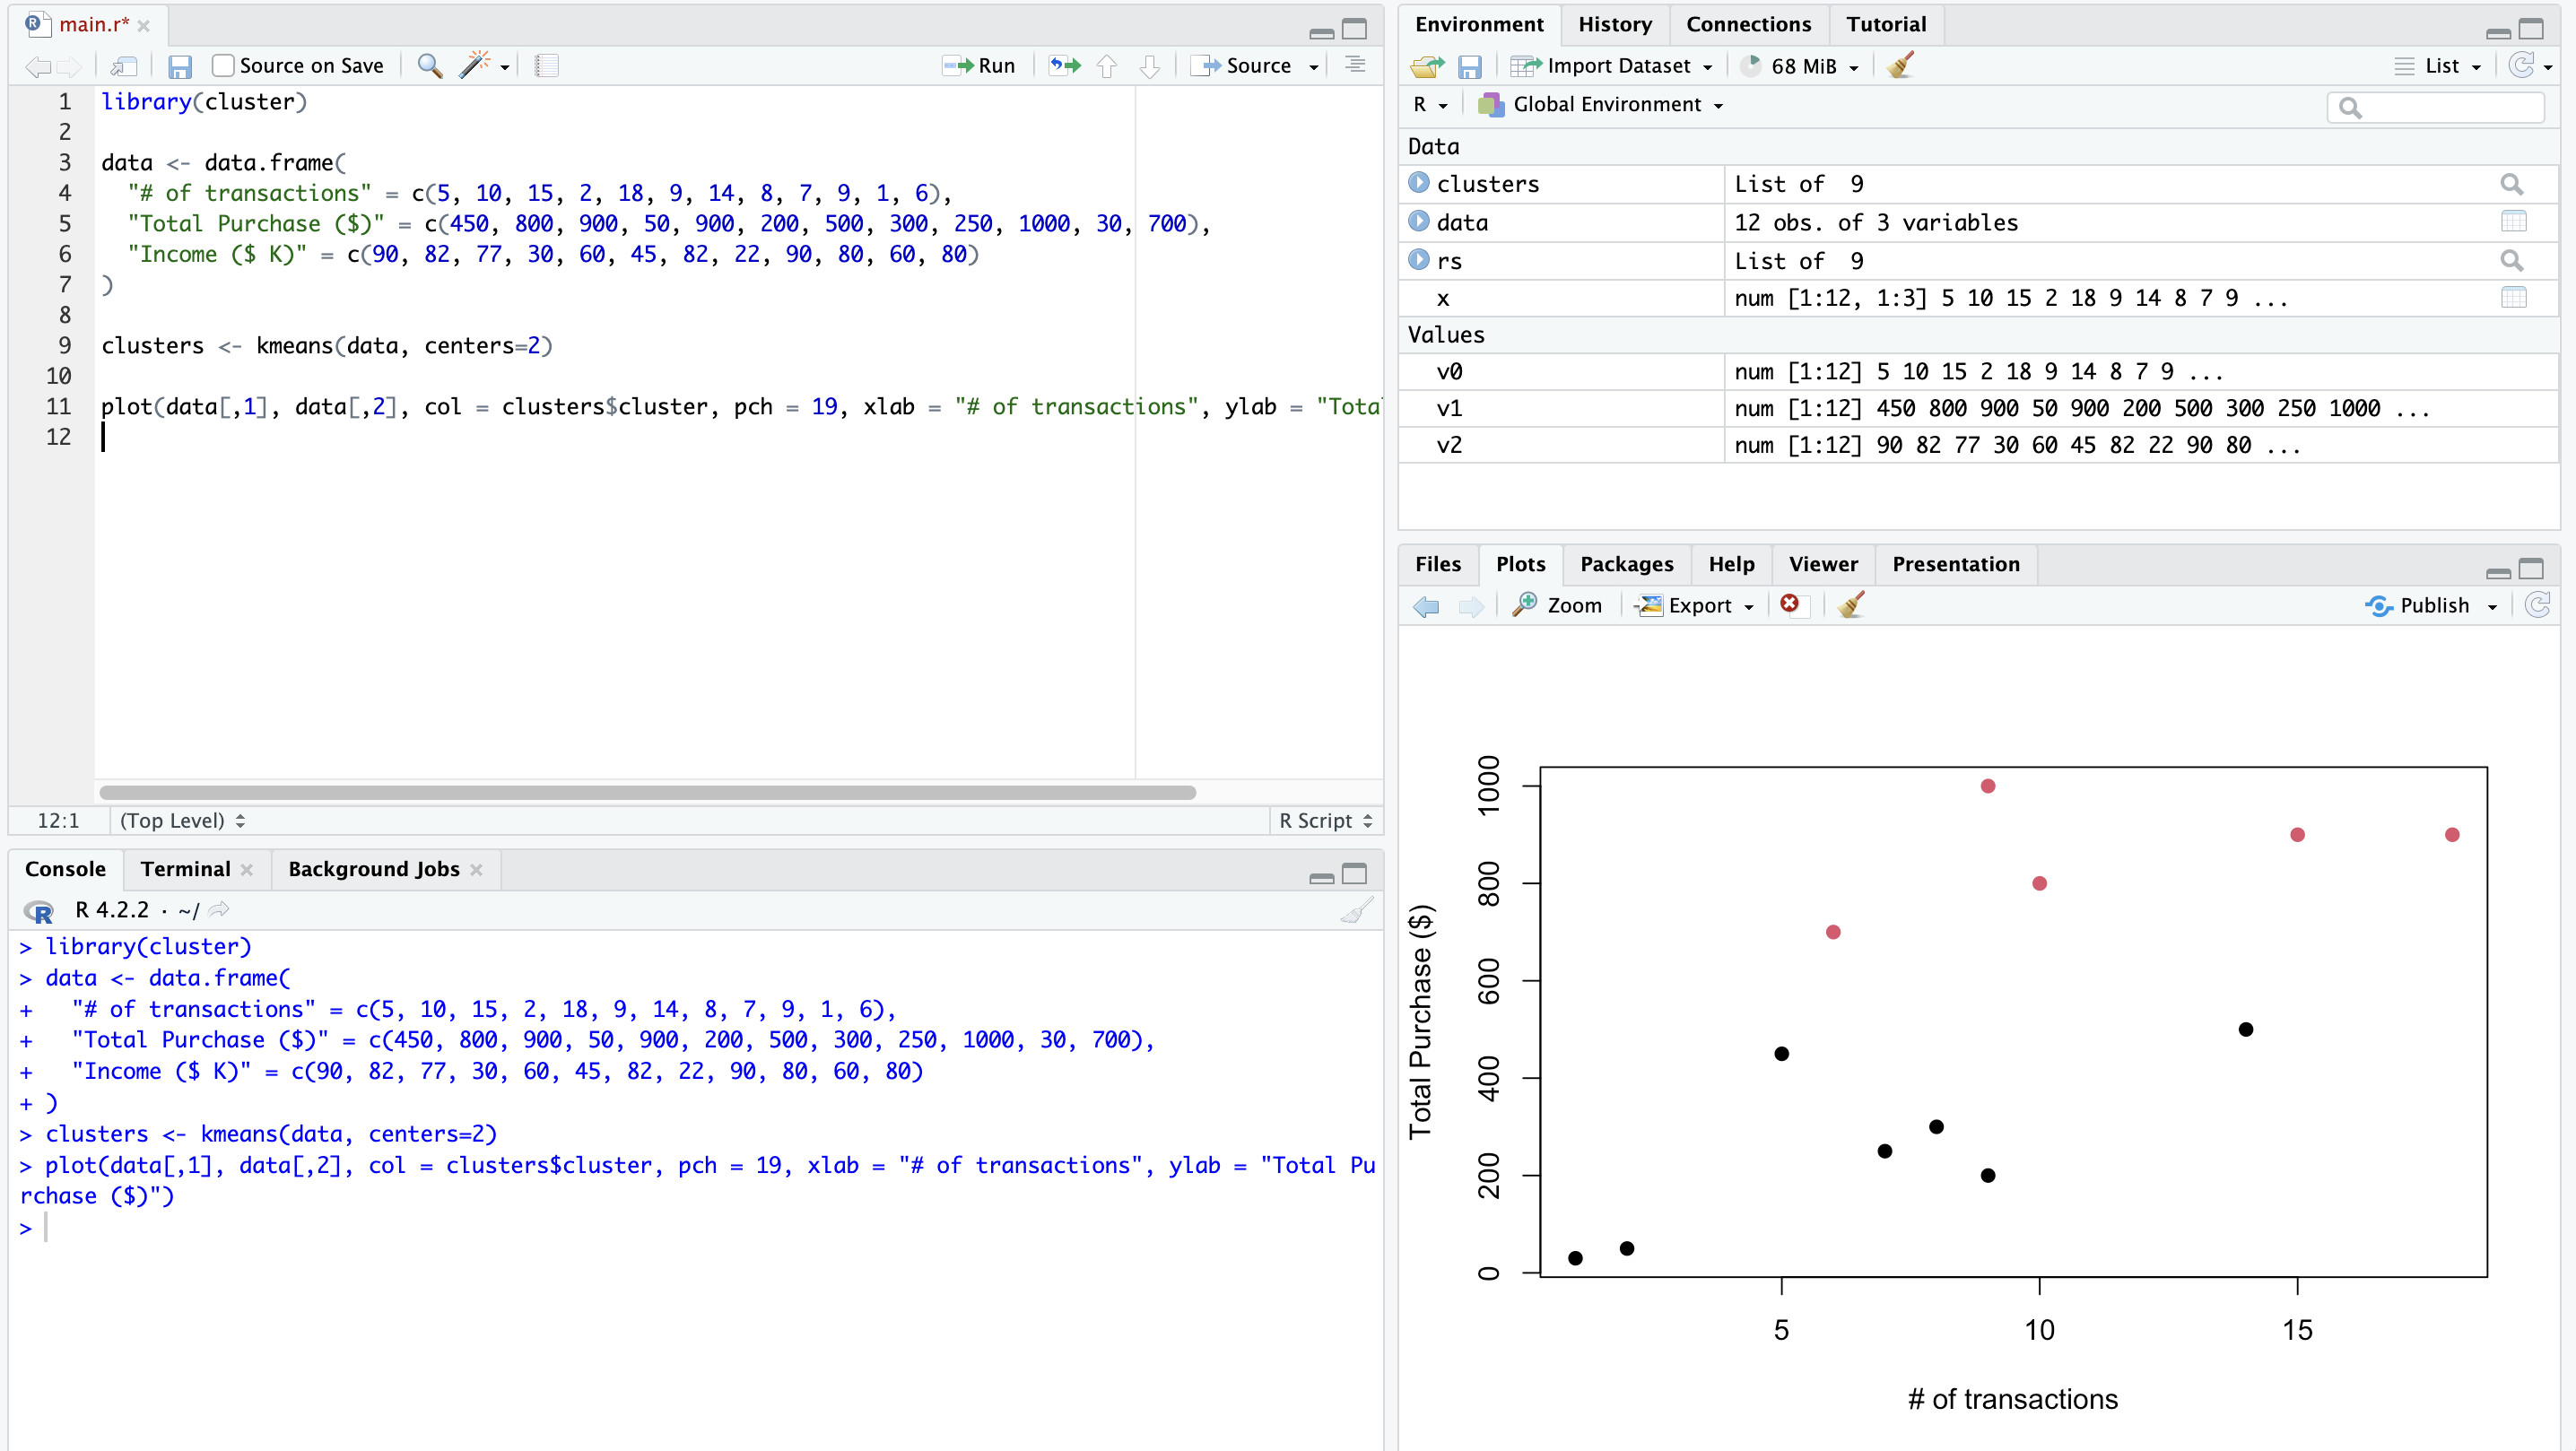 main.r*
Source on Save
Run
Source
1 library(cluster)
2
3 data <- data.frame(
4 "# of transactions" = c(5, 10, 15, 2, 18, 9, 14, 8, 7, 9, 1, 6),
5 "Total Purchase ($)" = c(450, 800, 900, 50, 900, 200, 500, 300, 250, 1000, 30, 700),
6 "Income ($ K)" = c(90, 82, 77, 30, 60, 45, 82, 22, 90, 80, 60, 80)
7 )
8
9 clusters <- kmeans(data, centers=2)
10
11 plot(data[,1], data[,2], col = clusters$cluster, pch = 19, xlab = "# of transactions", ylab = "Tota
12
12:1 (Top Level) R Script
Console Terminal Background Jobs
R 4.2.2 · ~/
> library(cluster)
> data <- data.frame(
+ "# of transactions" = c(5, 10, 15, 2, 18, 9, 14, 8, 7, 9, 1, 6),
+ "Total Purchase ($)" = c(450, 800, 900, 50, 900, 200, 500, 300, 250, 1000, 30, 700),
+ "Income ($ K)" = c(90, 82, 77, 30, 60, 45, 82, 22, 90, 80, 60, 80)
+ )
> clusters <- kmeans(data, centers=2)
> plot(data[,1], data[,2], col = clusters$cluster, pch = 19, xlab = "# of transactions", ylab = "Total Pu
rchase ($)")
>
Environment History Connections Tutorial
Import Dataset 68 MiB List
R Global Environment
Data
clusters List of 9
data 12 obs. of 3 variables
rs List of 9
x num [1:12, 1:3] 5 10 15 2 18 9 14 8 7 9 ...
Values
v0 num [1:12] 5 10 15 2 18 9 14 8 7 9 ...
v1 num [1:12] 450 800 900 50 900 200 500 300 250 1000 ...
v2 num [1:12] 90 82 77 30 60 45 82 22 90 80 ...
Files Plots Packages Help Viewer Presentation
Zoom Export Publish
Total Purchase ($)
1000
800
600
400
200
0
5 10 15
# of transactions